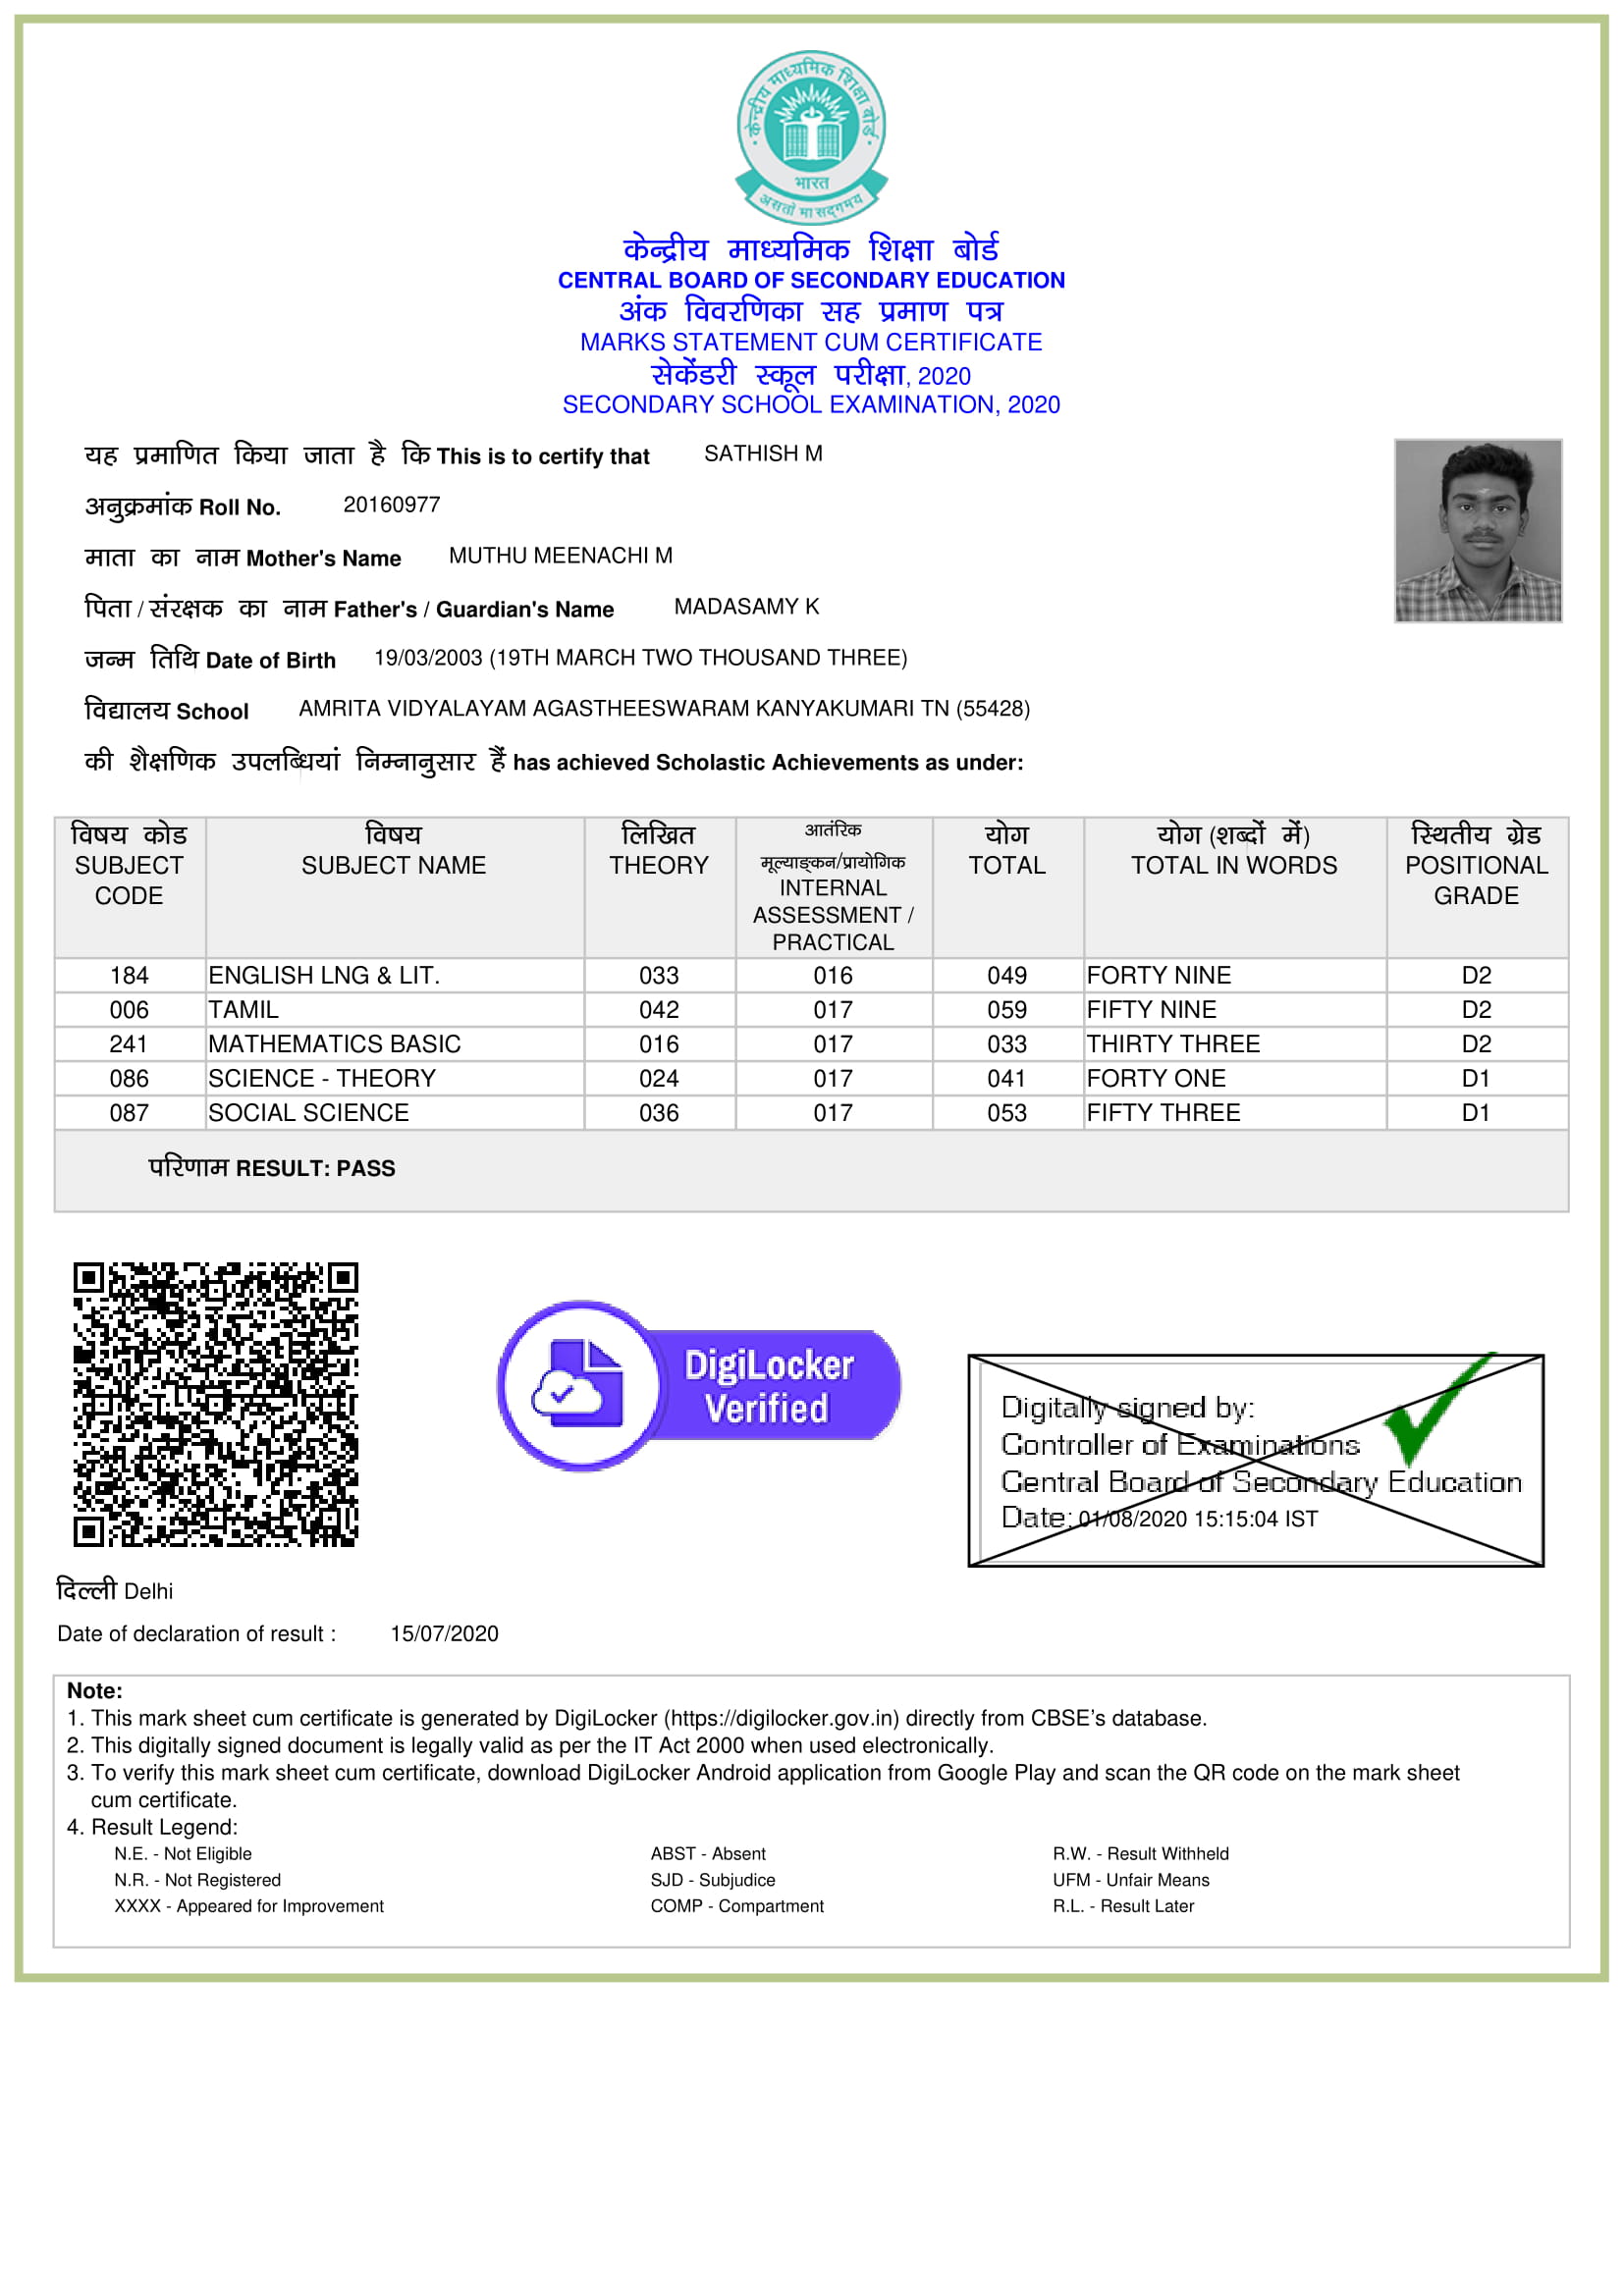 केन्द्रीय माध्यमिक शिक्षा बोर्ड
भारत
असतो मा सद्गमय
केन्द्रीय माध्यमिक शिक्षा बोर्ड
CENTRAL BOARD OF SECONDARY EDUCATION
अंक विवरणिका सह प्रमाण पत्र
MARKS STATEMENT CUM CERTIFICATE
सेकेंडरी स्कूल परीक्षा, 2020
SECONDARY SCHOOL EXAMINATION, 2020
यह प्रमाणित किया जाता है कि This is to certify that SATHISH M
अनुक्रमांक Roll No. 20160977
माता का नाम Mother's Name MUTHU MEENACHI M
पिता / संरक्षक का नाम Father's / Guardian's Name MADASAMY K
जन्म तिथि Date of Birth 19/03/2003 (19TH MARCH TWO THOUSAND THREE)
विद्यालय School AMRITA VIDYALAYAM AGASTHEESWARAM KANYAKUMARI TN (55428)
की शैक्षणिक उपलब्धियां निम्नानुसार हैं has achieved Scholastic Achievements as under:
विषय कोड SUBJECT CODE विषय SUBJECT NAME लिखित THEORY आतंरिक मूल्याङ्कन/प्रायोगिक INTERNAL ASSESSMENT / PRACTICAL योग TOTAL योग (शब्दों में) TOTAL IN WORDS स्थितीय ग्रेड POSITIONAL GRADE
184 ENGLISH LNG & LIT. 033 016 049 FORTY NINE D2
006 TAMIL 042 017 059 FIFTY NINE D2
241 MATHEMATICS BASIC 016 017 033 THIRTY THREE D2
086 SCIENCE - THEORY 024 017 041 FORTY ONE D1
087 SOCIAL SCIENCE 036 017 053 FIFTY THREE D1
परिणाम RESULT: PASS
DigiLocker
Verified
Digitally signed by:
Controller of Examinations
Central Board of Secondary Education
Date: 01/08/2020 15:15:04 IST
दिल्ली Delhi
Date of declaration of result : 15/07/2020
Note:
1. This mark sheet cum certificate is generated by DigiLocker (https://digilocker.gov.in) directly from CBSE’s database.
2. This digitally signed document is legally valid as per the IT Act 2000 when used electronically.
3. To verify this mark sheet cum certificate, download DigiLocker Android application from Google Play and scan the QR code on the mark sheet
cum certificate.
4. Result Legend:
N.E. - Not Eligible ABST - Absent R.W. - Result Withheld
N.R. - Not Registered SJD - Subjudice UFM - Unfair Means
XXXX - Appeared for Improvement COMP - Compartment R.L. - Result Later